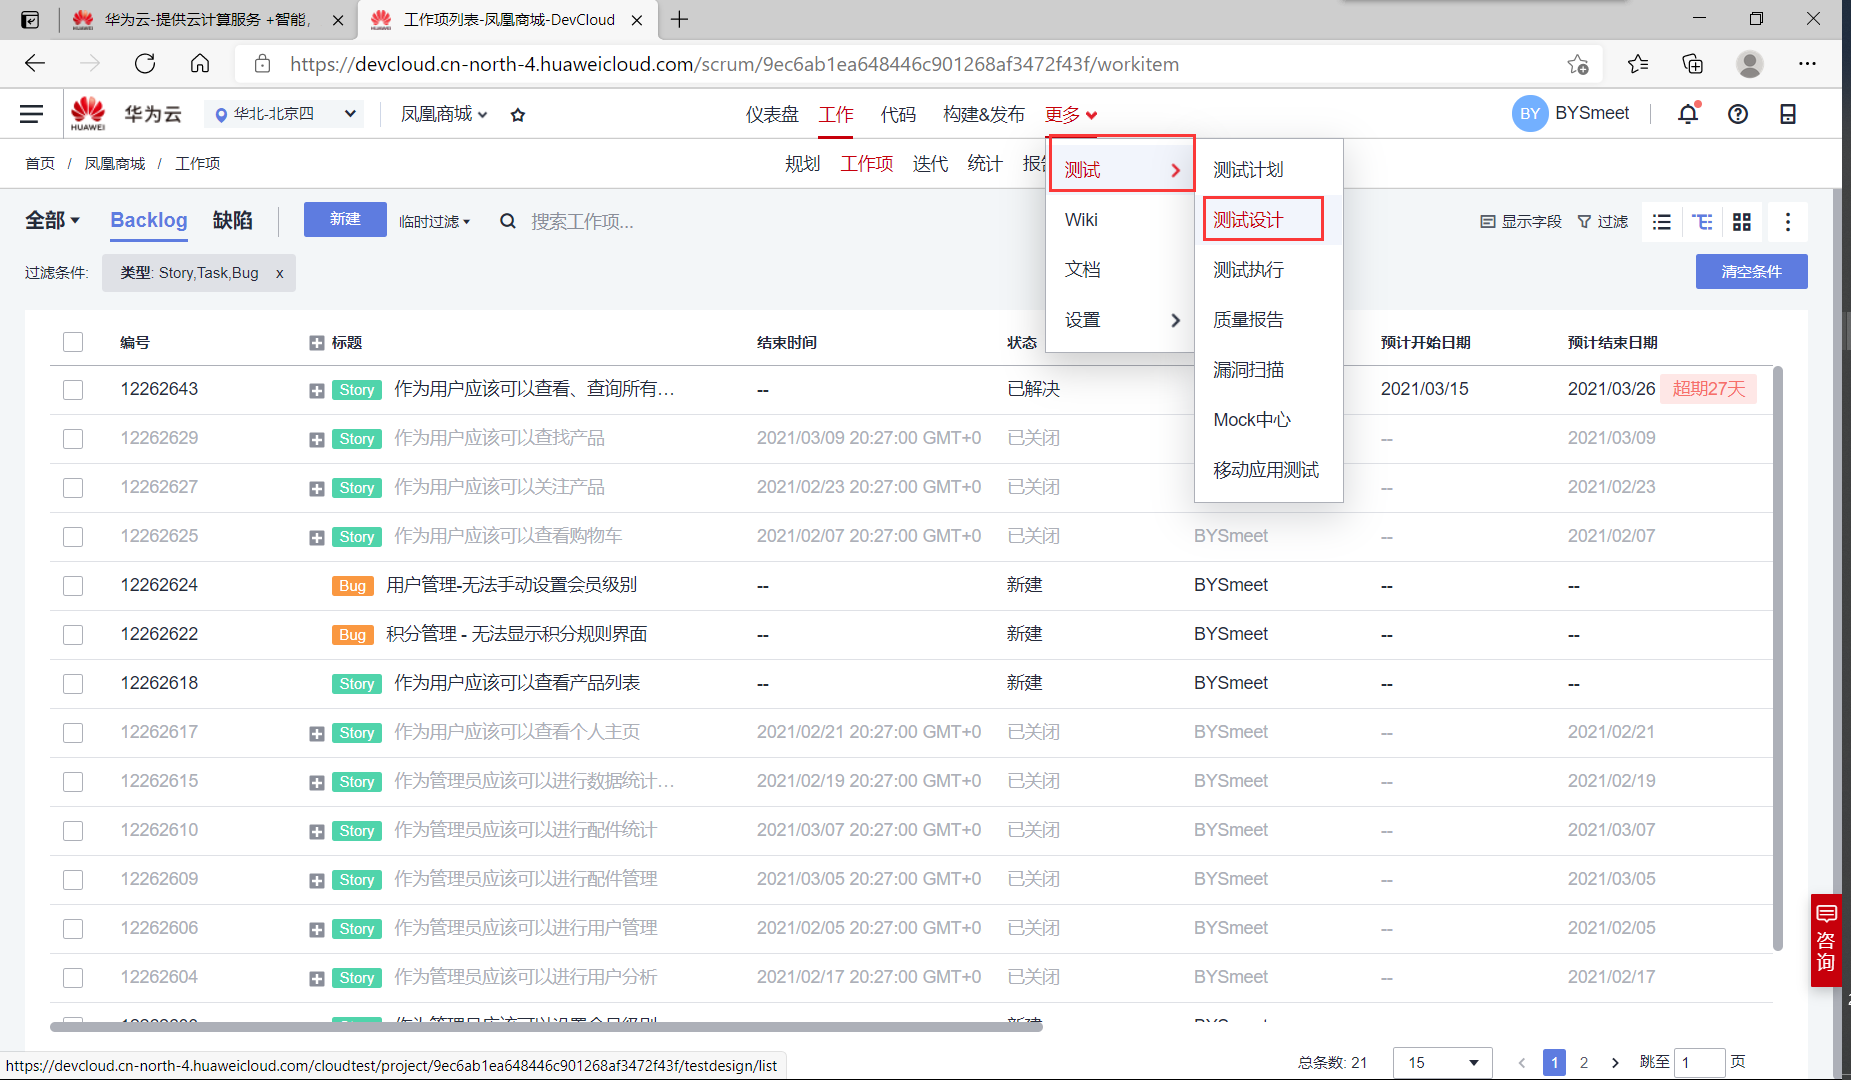 华为云-提供云计算服务 +智能,
工作项列表-凤凰商城-DevCloud
https://devcloud.cn-north-4.huaweicloud.com/scrum/9ec6ab1ea648446c901268af3472f43f/workitem
HUAWEI 华为云 华北-北京四 凤凰商城 仪表盘 工作 代码 构建&发布 更多 BY BYSmeet
首页 / 凤凰商城 / 工作项 规划 工作项 迭代 统计
测试
Wiki
文档
设置
测试计划
测试设计
测试执行
质量报告
漏洞扫描
Mock中心
移动应用测试
全部 Backlog 缺陷 新建 临时过滤 搜索工作项... 显示字段 过滤
过滤条件: 类型: Story,Task,Bug x 清空条件
编号 标题 结束时间 状态 预计开始日期 预计结束日期
12262643 Story 作为用户应该可以查看、查询所有... -- 已解决 2021/03/15 2021/03/26 超期27天
12262629 Story 作为用户应该可以查找产品 2021/03/09 20:27:00 GMT+0 已关闭 -- 2021/03/09
12262627 Story 作为用户应该可以关注产品 2021/02/23 20:27:00 GMT+0 已关闭 -- 2021/02/23
12262625 Story 作为用户应该可以查看购物车 2021/02/07 20:27:00 GMT+0 已关闭 BYSmeet -- 2021/02/07
12262624 Bug 用户管理-无法手动设置会员级别 -- 新建 BYSmeet -- --
12262622 Bug 积分管理 - 无法显示积分规则界面 -- 新建 BYSmeet -- --
12262618 Story 作为用户应该可以查看产品列表 -- 新建 BYSmeet -- --
12262617 Story 作为用户应该可以查看个人主页 2021/02/21 20:27:00 GMT+0 已关闭 BYSmeet -- 2021/02/21
12262615 Story 作为管理员应该可以进行数据统计... 2021/02/19 20:27:00 GMT+0 已关闭 BYSmeet -- 2021/02/19
12262610 Story 作为管理员应该可以进行配件统计 2021/03/07 20:27:00 GMT+0 已关闭 BYSmeet -- 2021/03/07
12262609 Story 作为管理员应该可以进行配件管理 2021/03/05 20:27:00 GMT+0 已关闭 BYSmeet -- 2021/03/05
12262606 Story 作为管理员应该可以进行用户管理 2021/02/05 20:27:00 GMT+0 已关闭 BYSmeet -- 2021/02/05
12262604 Story 作为管理员应该可以进行用户分析 2021/02/17 20:27:00 GMT+0 已关闭 BYSmeet -- 2021/02/17
咨询
https://devcloud.cn-north-4.huaweicloud.com/cloudtest/project/9ec6ab1ea648446c901268af3472f43f/testdesign/list
总条数: 21 15 1 2 跳至 1 页